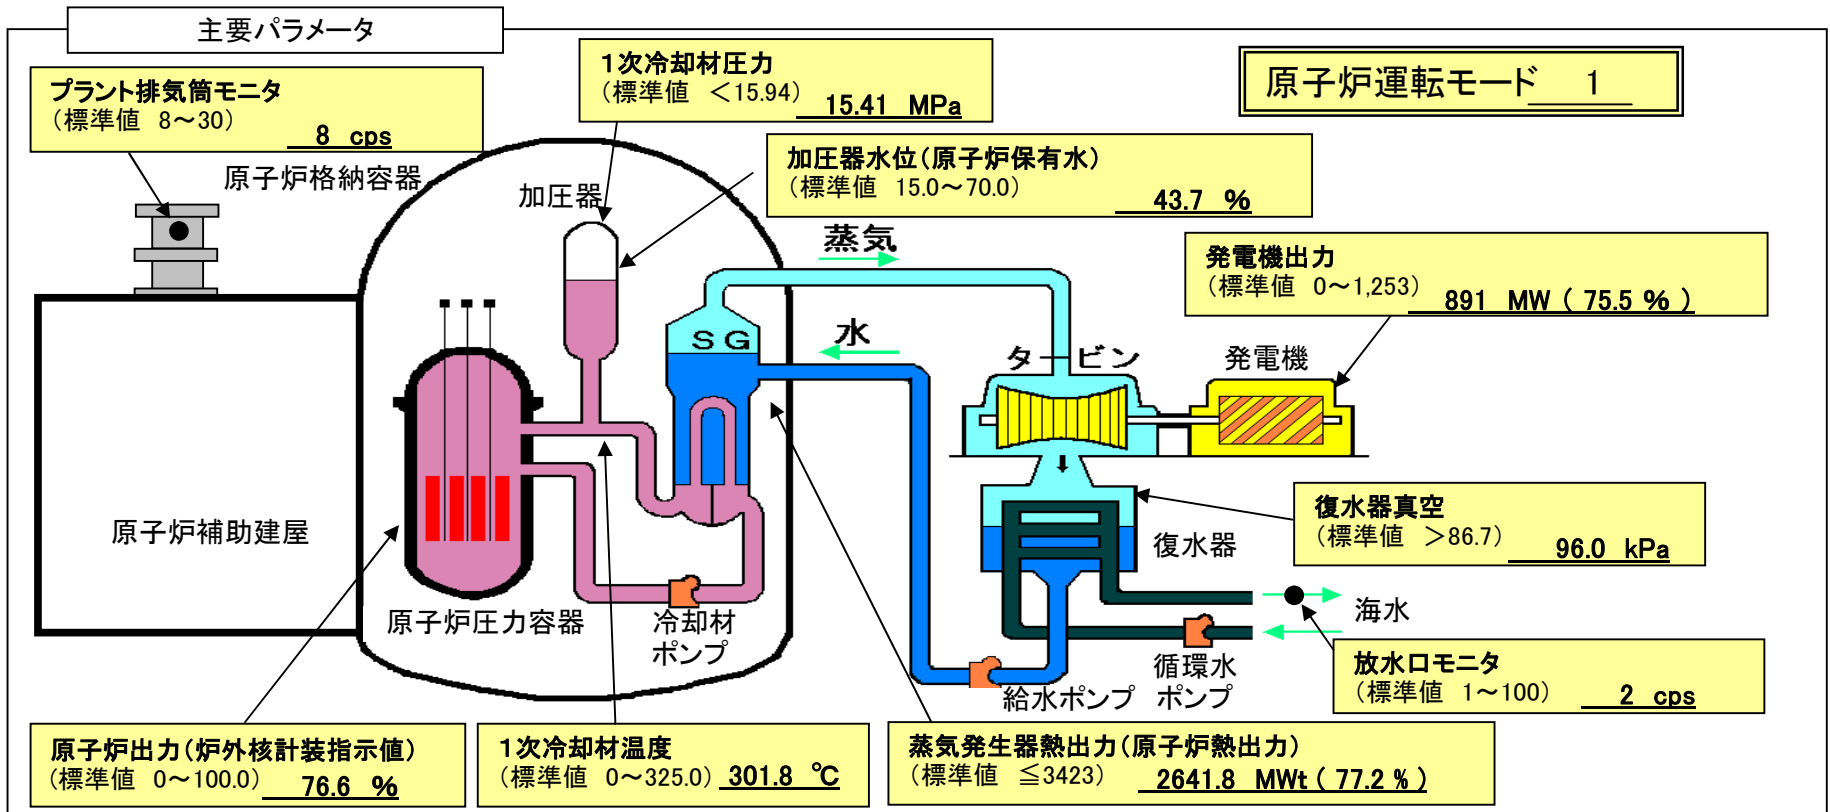 主要パラメータ
プラント排気筒モニタ
(標準値 8～30)
8 cps
1次冷却材圧力
(標準値 ＜15.94)
15.41 MPa
原子炉運転モード 1
加圧器水位(原子炉保有水)
(標準値 15.0～70.0)
43.7 %
原子炉格納容器
加圧器
蒸気
発電機出力
(標準値 0～1,253)
891 MW ( 75.5 % )
SG
水
タービン
発電機
復水器真空
(標準値 ＞86.7)
96.0 kPa
原子炉補助建屋
復水器
海水
原子炉圧力容器
冷却材
ポンプ
給水ポンプ
循環水
ポンプ
放水口モニタ
(標準値 1～100)
2 cps
原子炉出力(炉外核計装指示値)
(標準値 0～100.0)
76.6 %
1次冷却材温度
(標準値 0～325.0)
301.8 ℃
蒸気発生器熱出力(原子炉熱出力)
(標準値 ≦3423)
2641.8 MWt ( 77.2 % )